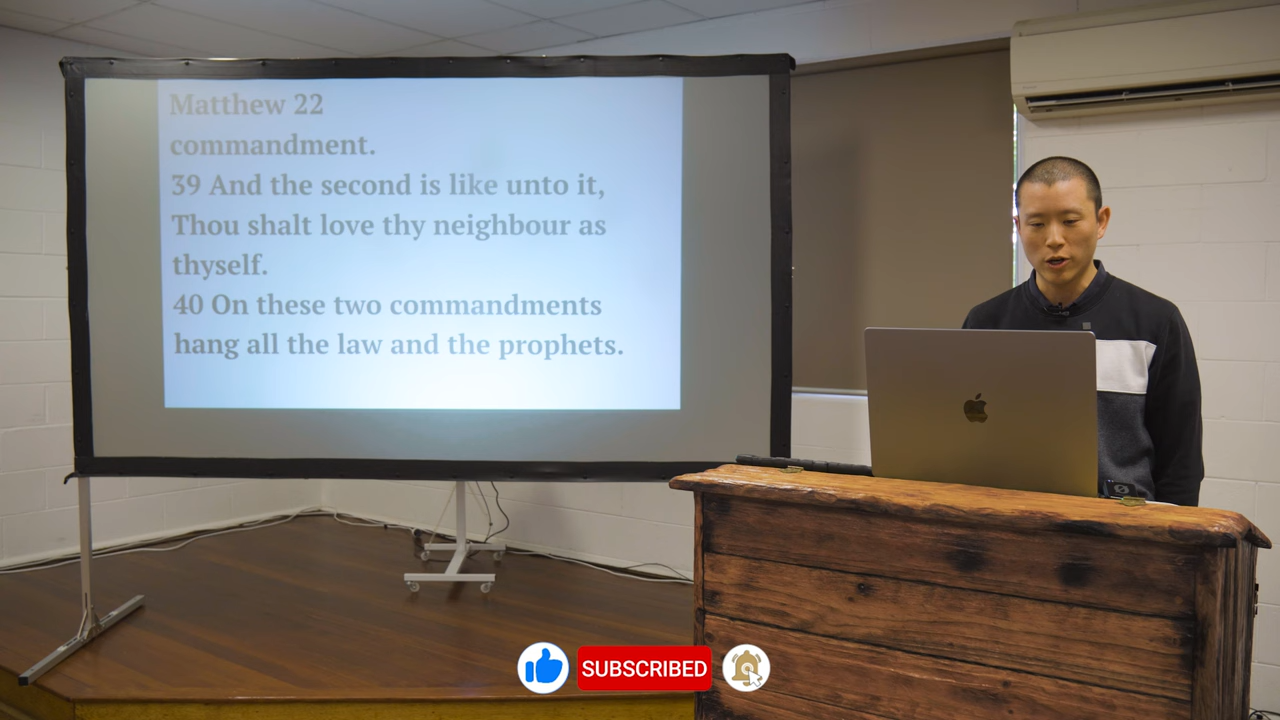 Matthew 22
commandment.
39 And the second is like unto it,
Thou shalt love thy neighbour as
thyself.
40 On these two commandments
hang all the law and the prophets.
SUBSCRIBED